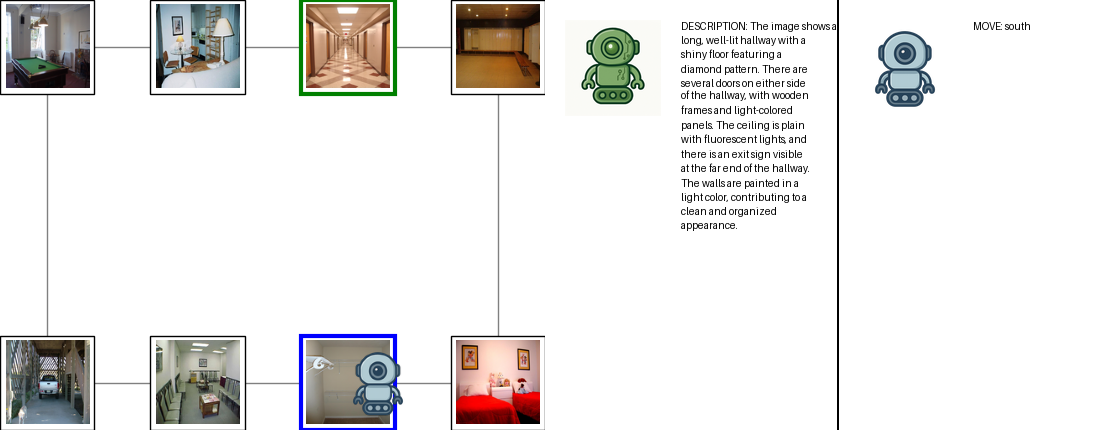 DESCRIPTION: The image shows a
long, well-lit hallway with a
shiny floor featuring a
diamond pattern. There are
several doors on either side
of the hallway, with wooden
frames and light-colored
panels. The ceiling is plain
with fluorescent lights, and
there is an exit sign visible
at the far end of the hallway.
The walls are painted in a
light color, contributing to a
clean and organized
appearance.
MOVE: south